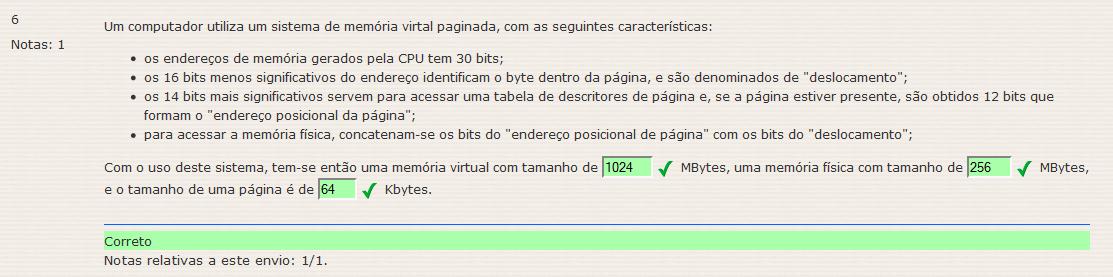 6
Notas: 1
Um computador utiliza um sistema de memória virtal paginada, com as seguintes características:
• os endereços de memória gerados pela CPU tem 30 bits;
• os 16 bits menos significativos do endereço identificam o byte dentro da página, e são denominados de "deslocamento";
• os 14 bits mais significativos servem para acessar uma tabela de descritores de página e, se a página estiver presente, são obtidos 12 bits que
formam o "endereço posicional da página";
• para acessar a memória física, concatenam-se os bits do "endereço posicional de página" com os bits do "deslocamento";
Com o uso deste sistema, tem-se então uma memória virtual com tamanho de 1024 MBytes, uma memória física com tamanho de 256 MBytes,
e o tamanho de uma página é de 64 Kbytes.
Correto
Notas relativas a este envio: 1/1.